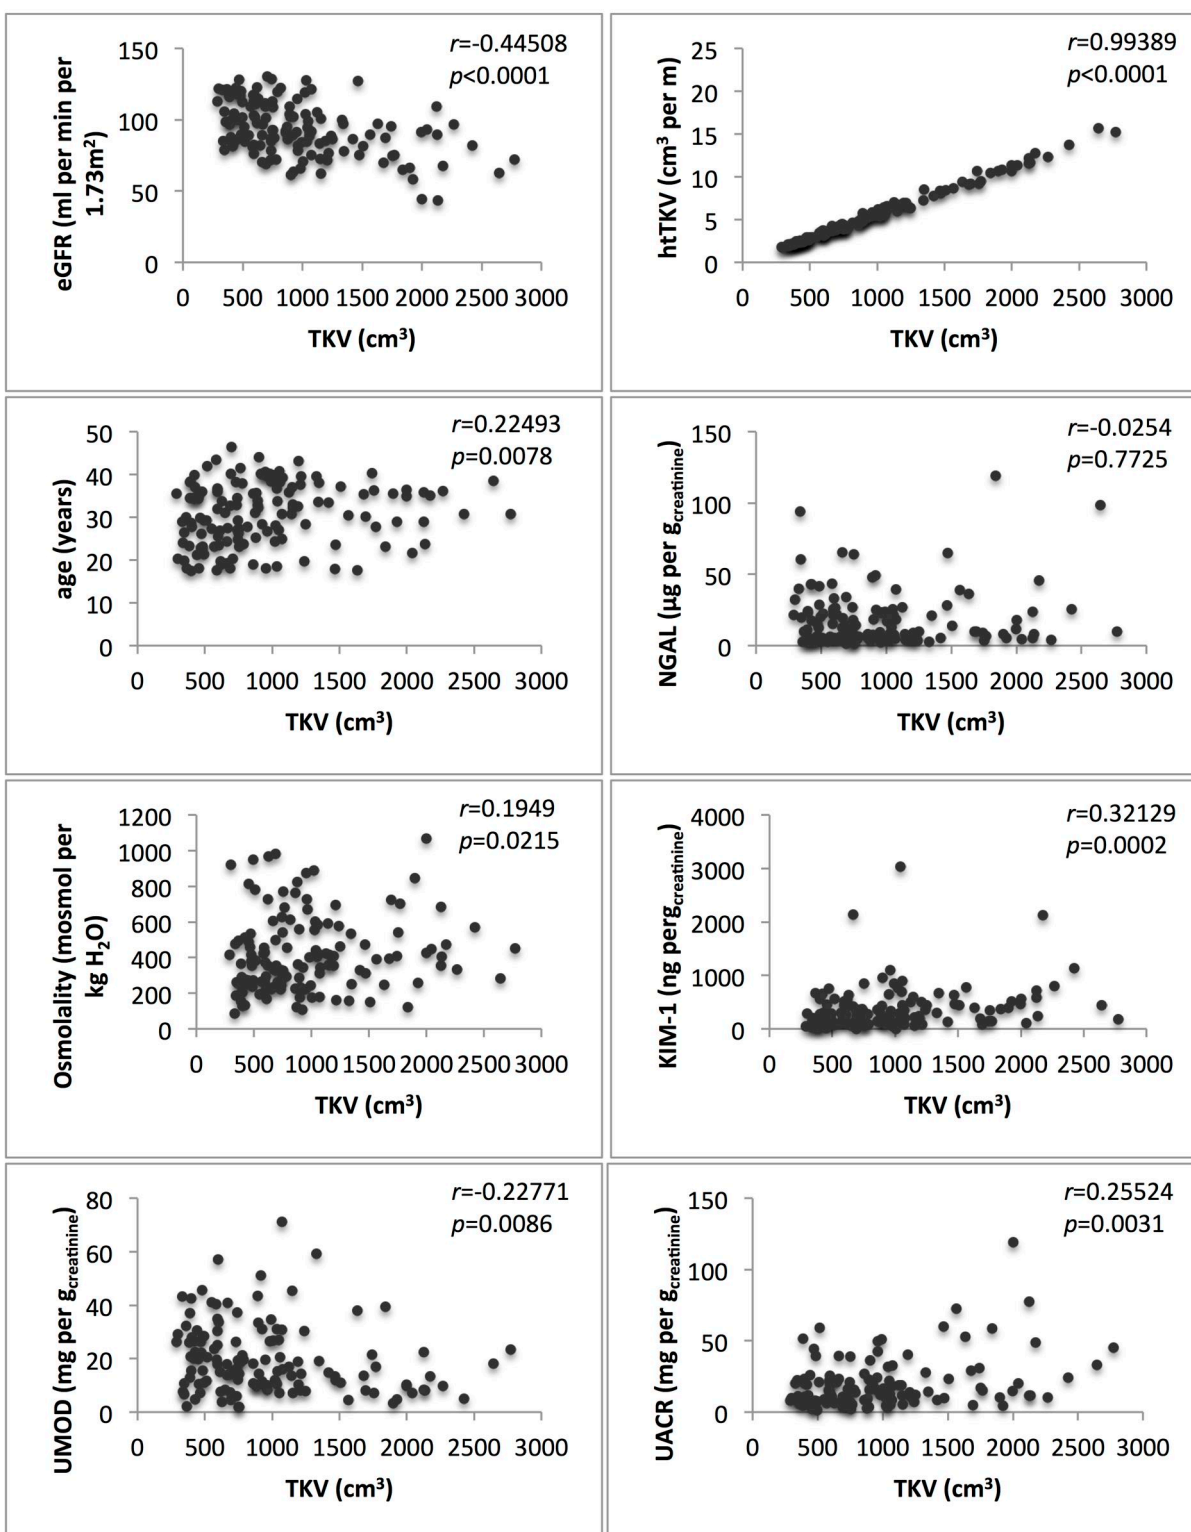 r=-0.44508
p<0.0001
eGFR (ml per min per
1.73m²)
150
100
50
0
0 500 1000 1500 2000 2500 3000
TKV (cm³)
r=0.99389
p<0.0001
htTKV (cm³ per m)
25
20
15
10
5
0
0 500 1000 1500 2000 2500 3000
TKV (cm³)
r=0.22493
p=0.0078
age (years)
50
40
30
20
10
0
0 500 1000 1500 2000 2500 3000
TKV (cm³)
r=-0.0254
p=0.7725
NGAL (µg per gcreatinine)
150
100
50
0
0 500 1000 1500 2000 2500 3000
TKV (cm³)
r=0.1949
p=0.0215
Osmolality (mosmol per
kg H₂O)
1200
1000
800
600
400
200
0
0 500 1000 1500 2000 2500 3000
TKV (cm³)
r=0.32129
p=0.0002
KIM-1 (ng pergcreatinine)
4000
3000
2000
1000
0
0 500 1000 1500 2000 2500 3000
TKV (cm³)
r=-0.22771
p=0.0086
UMOD (mg per gcreatinine)
80
60
40
20
0
0 500 1000 1500 2000 2500 3000
TKV (cm³)
r=0.25524
p=0.0031
UACR (mg per gcreatinine)
150
100
50
0
0 500 1000 1500 2000 2500 3000
TKV (cm³)